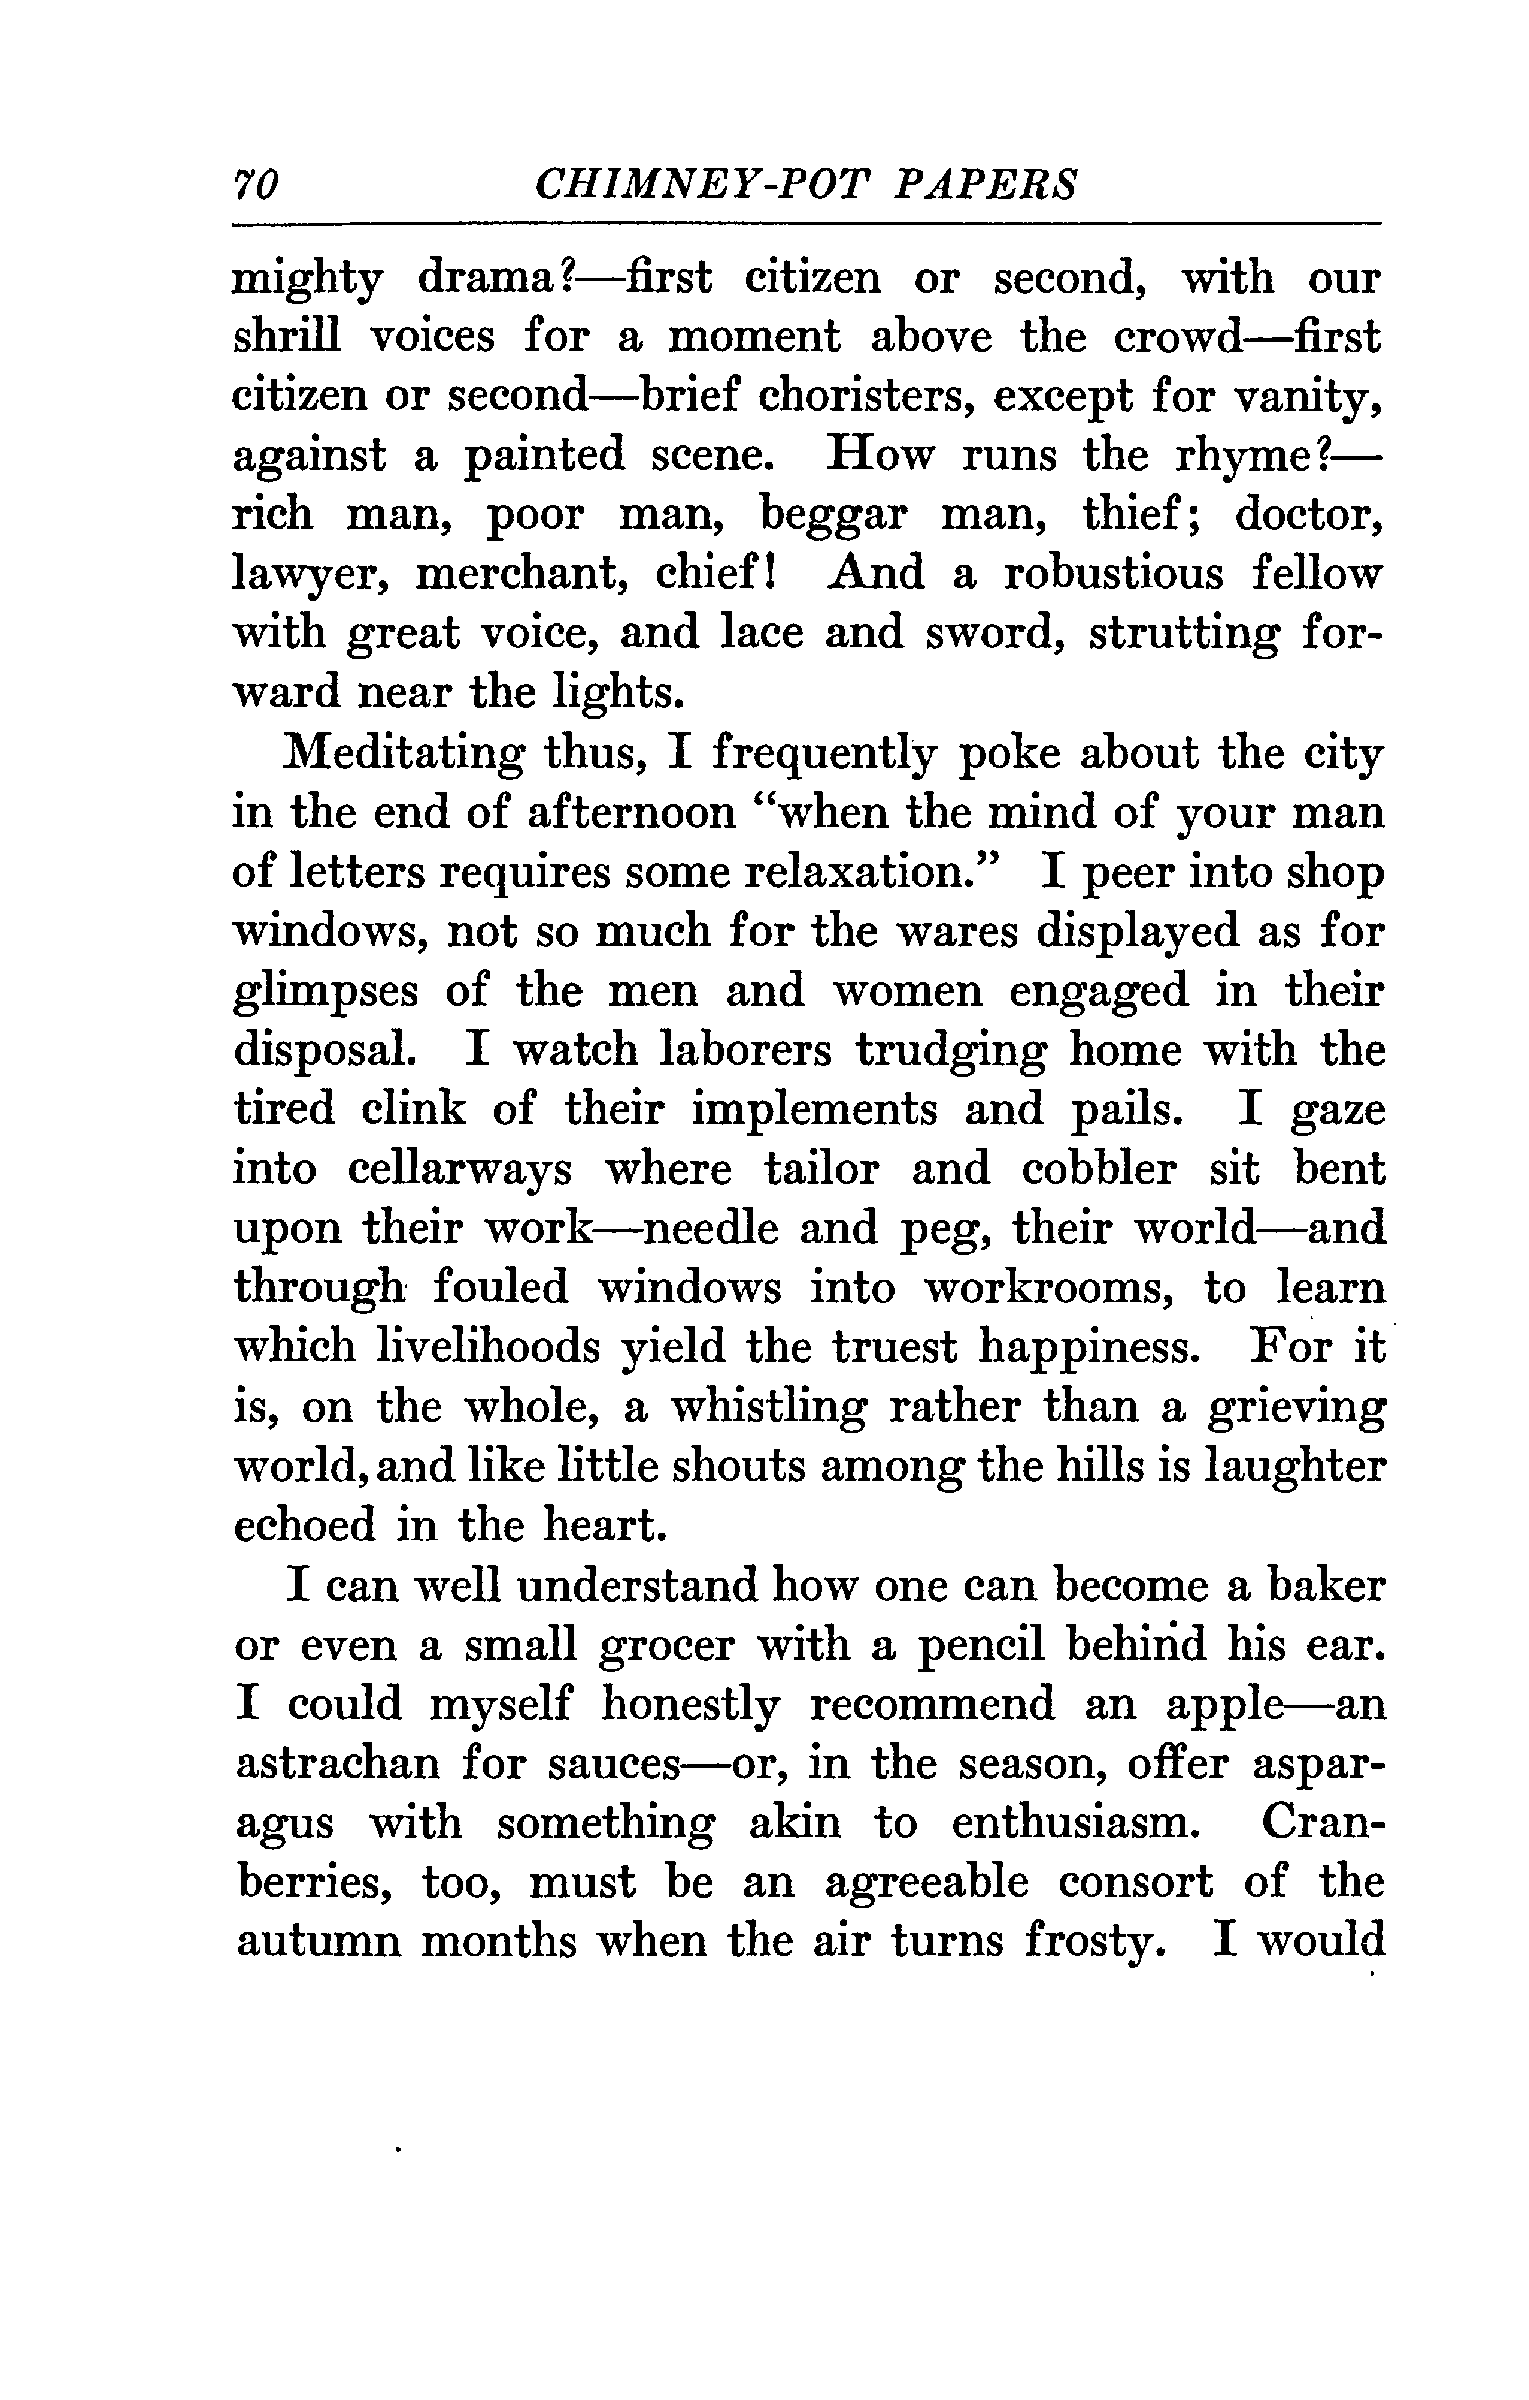 70 CHIMNEY-POT PAPERS
mighty drama?—first citizen or second, with our
shrill voices for a moment above the crowd—first
citizen or second—brief choristers, except for vanity,
against a painted scene. How runs the rhyme?—
rich man, poor man, beggar man, thief; doctor,
lawyer, merchant, chief! And a robustious fellow
with great voice, and lace and sword, strutting for-
ward near the lights.
Meditating thus, I frequently poke about the city
in the end of afternoon “when the mind of your man
of letters requires some relaxation.” I peer into shop
windows, not so much for the wares displayed as for
glimpses of the men and women engaged in their
disposal. I watch laborers trudging home with the
tired clink of their implements and pails. I gaze
into cellarways where tailor and cobbler sit bent
upon their work—needle and peg, their world—and
through fouled windows into workrooms, to learn
which livelihoods yield the truest happiness. For it
is, on the whole, a whistling rather than a grieving
world, and like little shouts among the hills is laughter
echoed in the heart.
I can well understand how one can become a baker
or even a small grocer with a pencil behind his ear.
I could myself honestly recommend an apple—an
astrachan for sauces—or, in the season, offer aspar-
agus with something akin to enthusiasm. Cran-
berries, too, must be an agreeable consort of the
autumn months when the air turns frosty. I would